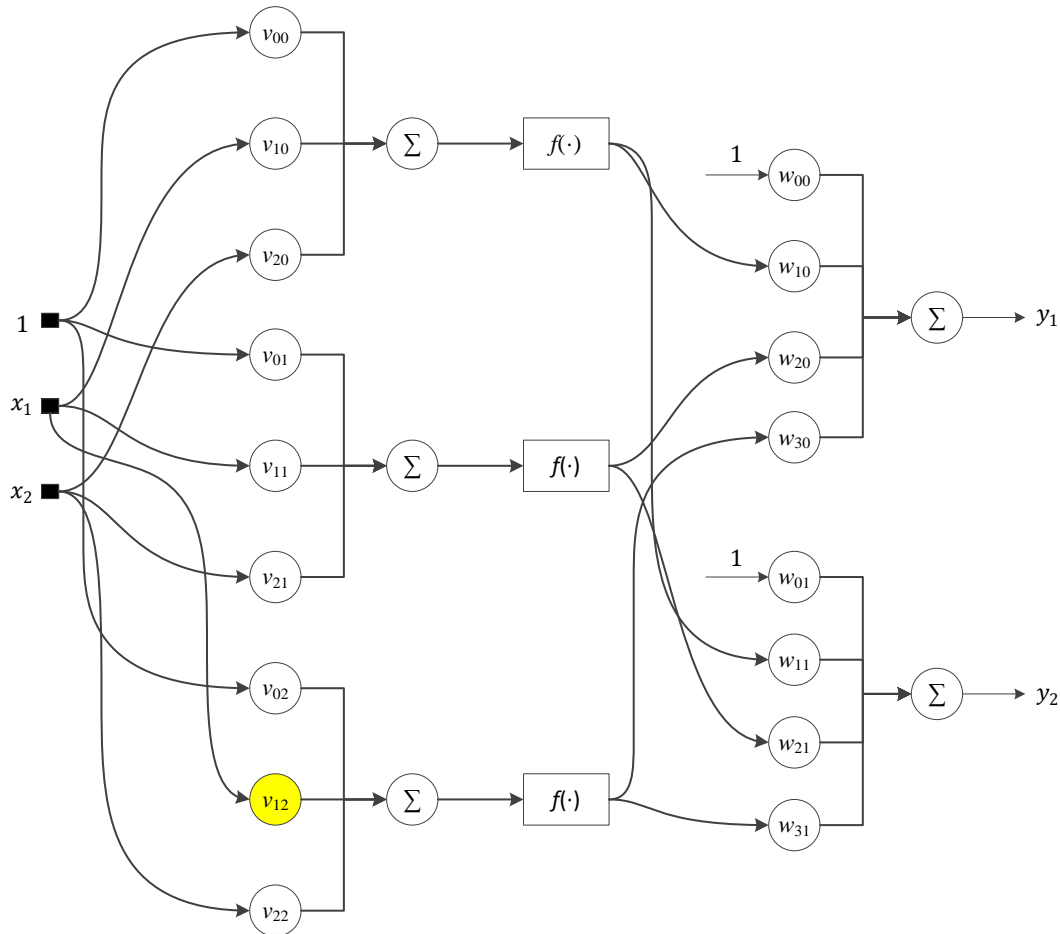 v₀₀
v₁₀ ∑ f(·)
1 w₀₀
v₂₀ w₁₀
1 v₀₁ ∑ y₁
w₂₀
x₁
v₁₁ ∑ f(·) w₃₀
x₂
v₂₁ 1 w₀₁
w₁₁
v₀₂ ∑ y₂
w₂₁
v₁₂ ∑ f(·) w₃₁
v₂₂